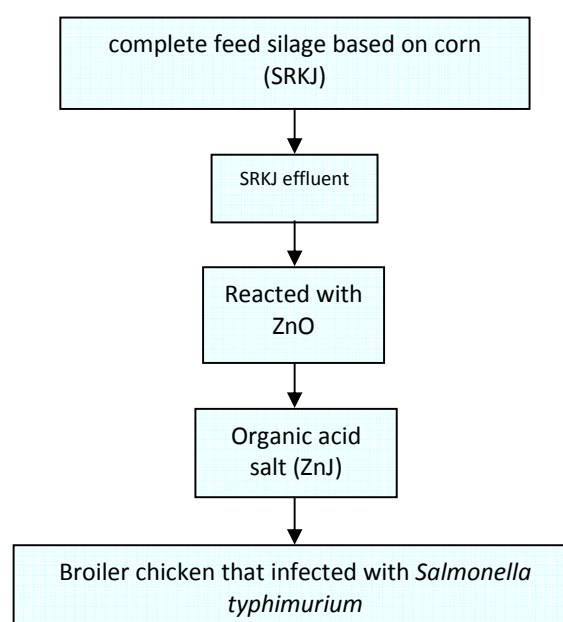 complete feed silage based on corn
(SRKJ)
SRKJ effluent
Reacted with
ZnO
Organic acid
salt (ZnJ)
Broiler chicken that infected with Salmonella
typhimurium